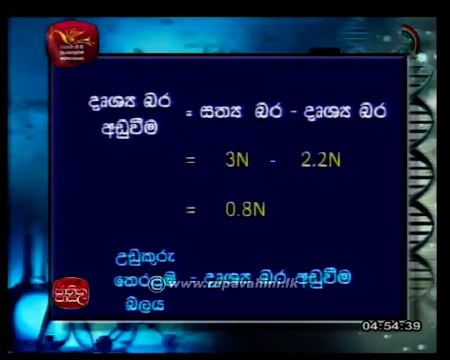 දෘශ්‍ය බර
අඩුවීම
= සත්‍ය බර - දෘශ්‍ය බර
= 3N - 2.2N
= 0.8N
උඩුකුරු
තෙරපුම්
බලය
- දෘශ්‍ය බර අඩුවීම
© www.rupavahini.lk
04:54:39